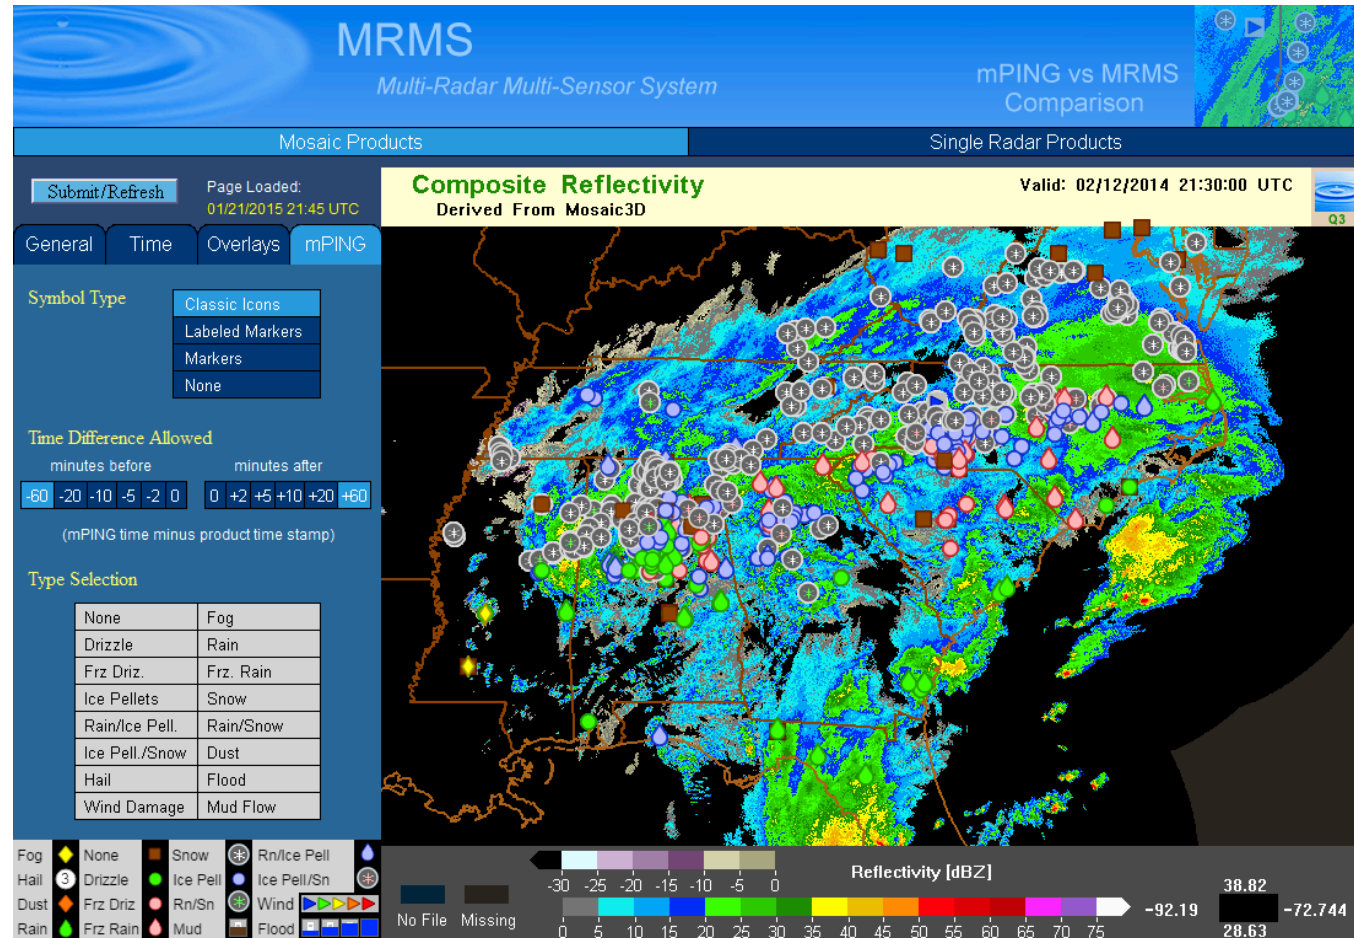 MRMS
Multi-Radar Multi-Sensor System
mPING vs MRMS
Comparison
Mosaic Products
Single Radar Products
Submit/Refresh
Page Loaded:
01/21/2015 21:45 UTC
Composite Reflectivity
Derived From Mosaic3D
Valid: 02/12/2014 21:30:00 UTC
Q3
General Time Overlays mPING
Symbol Type
Classic Icons
Labeled Markers
Markers
None
Time Difference Allowed
minutes before minutes after
-60 -20 -10 -5 -2 0 0 +2 +5 +10 +20 +60
(mPING time minus product time stamp)
Type Selection
None Fog
Drizzle Rain
Frz Driz. Frz. Rain
Ice Pellets Snow
Rain/Ice Pell. Rain/Snow
Ice Pell./Snow Dust
Hail Flood
Wind Damage Mud Flow
Fog None Snow Rn/Ice Pell
Hail 3 Drizzle Ice Pell Ice Pell/Sn
Dust Frz Driz Rn/Sn Wind
Rain Frz Rain Mud Flood
No File Missing
Reflectivity [dBZ]
-30 -25 -20 -15 -10 -5 0
0 5 10 15 20 25 30 35 40 45 50 55 60 65 70 75
38.82
-92.19 -72.744
28.63